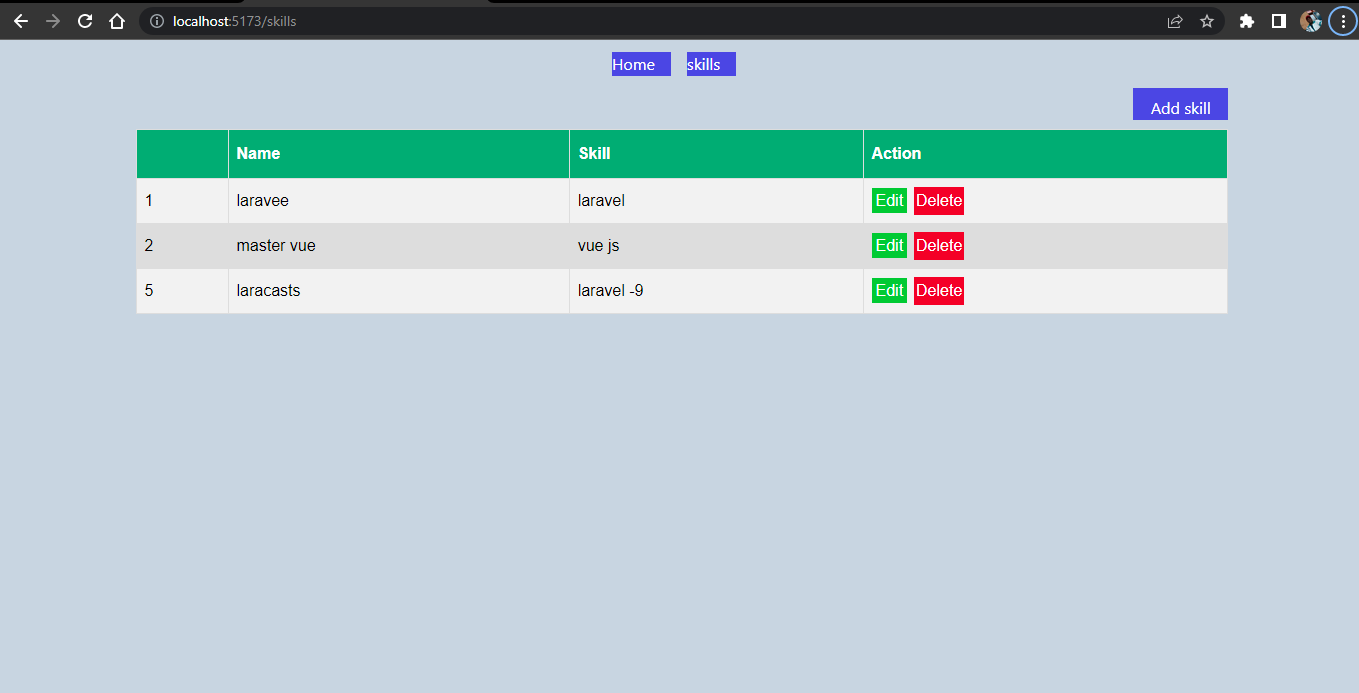 localhost:5173/skills
Home skills
Add skill
Name Skill Action
1 laravee laravel Edit Delete
2 master vue vue js Edit Delete
5 laracasts laravel -9 Edit Delete